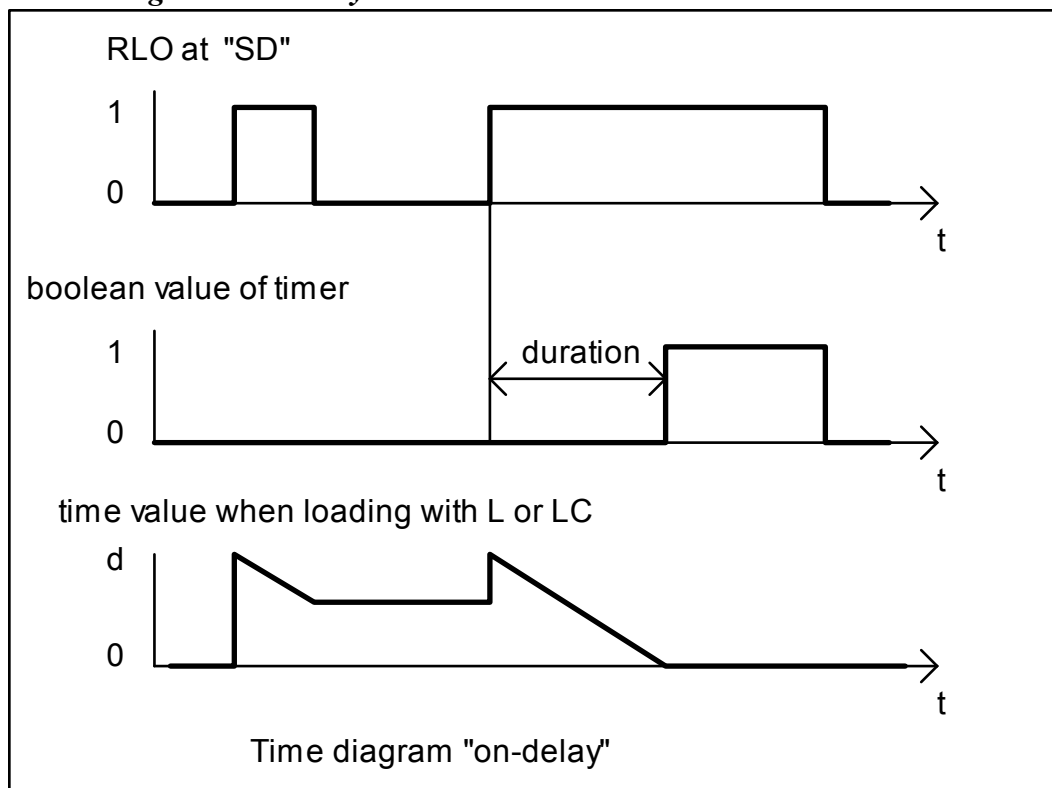 RLO at "SD"
1
0
t
boolean value of timer
1
duration
0
t
time value when loading with L or LC
d
0
t
Time diagram "on-delay"